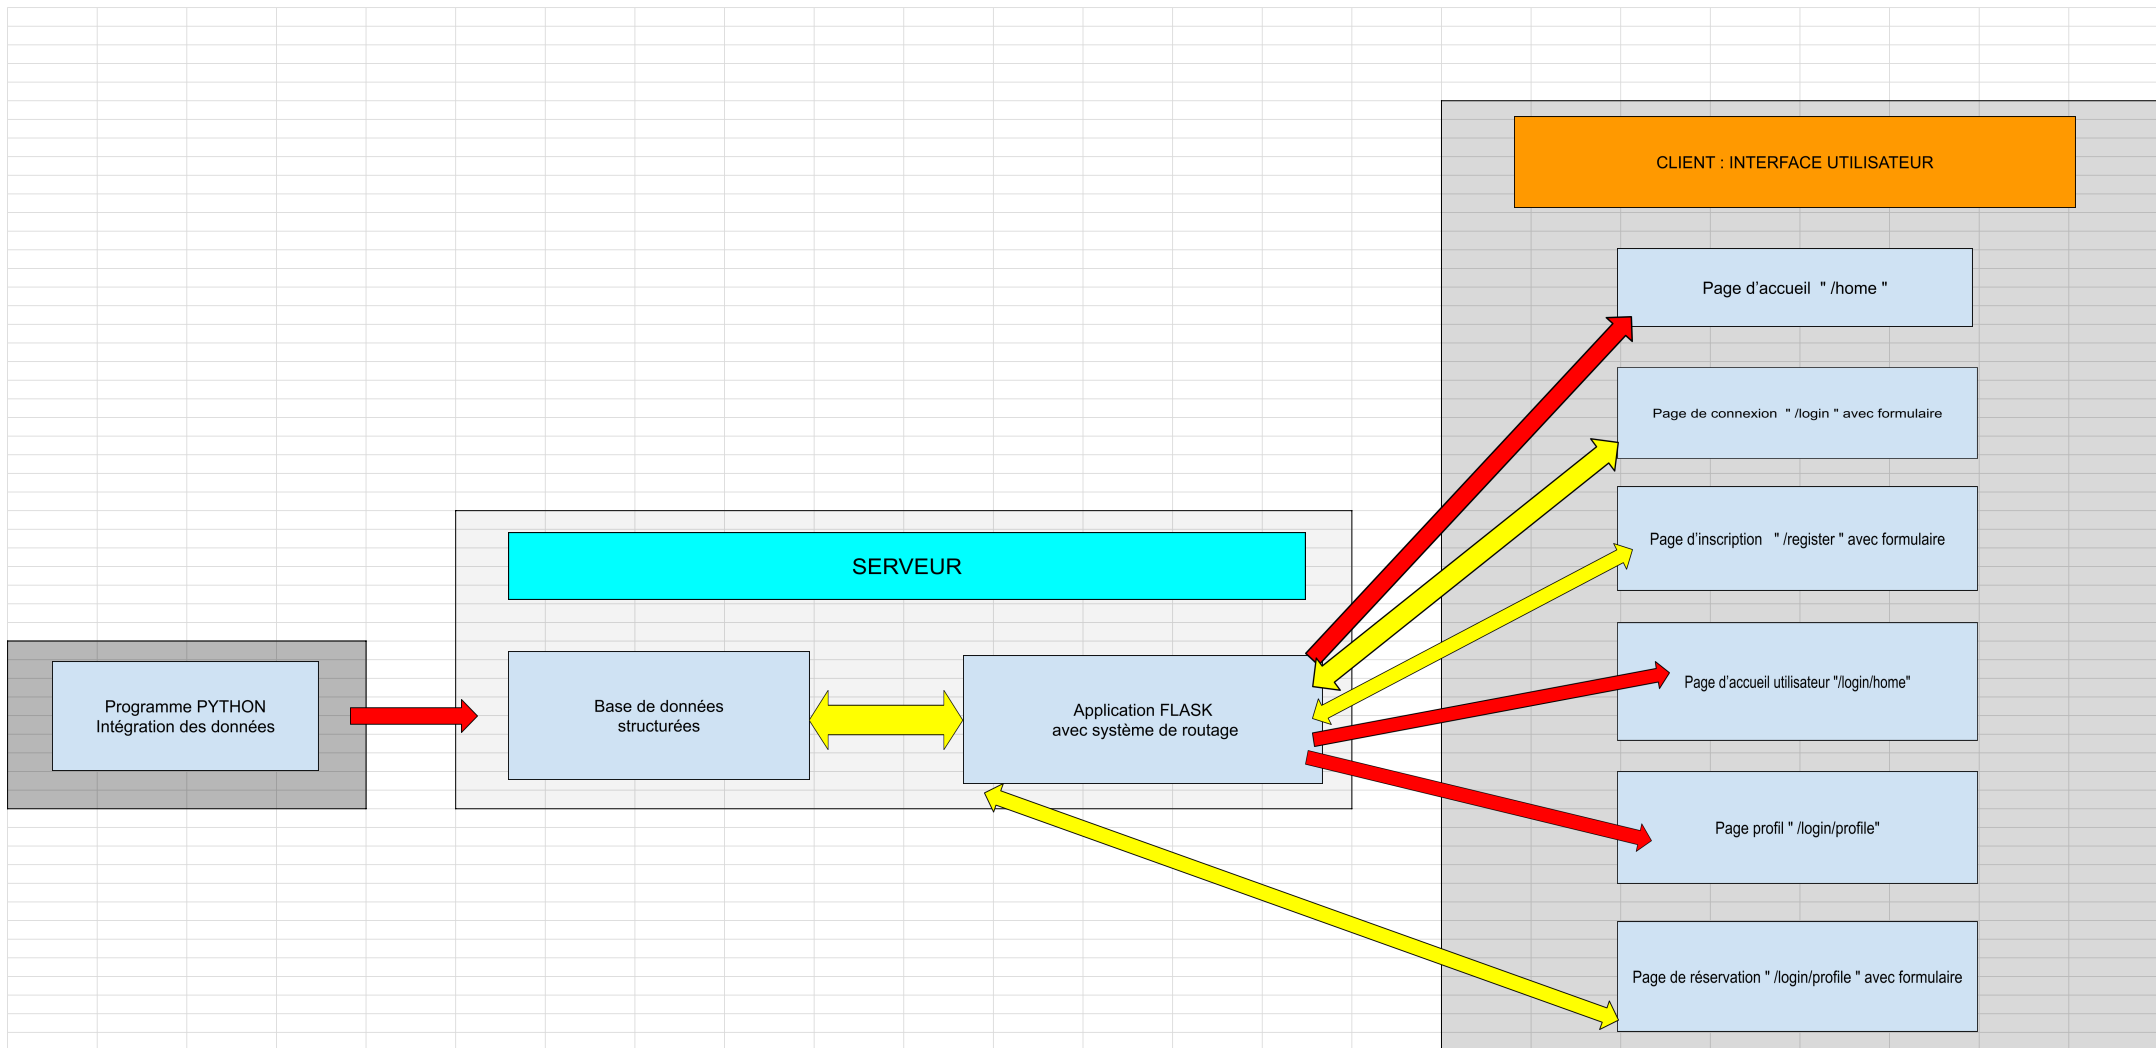 CLIENT : INTERFACE UTILISATEUR
Page d’accueil " /home "
Page de connexion " /login " avec formulaire
Page d’inscription " /register " avec formulaire
SERVEUR
Programme PYTHON
Intégration des données
Base de données
structurées
Application FLASK
avec système de routage
Page d’accueil utilisateur "/login/home"
Page profil " /login/profile"
Page de réservation " /login/profile " avec formulaire